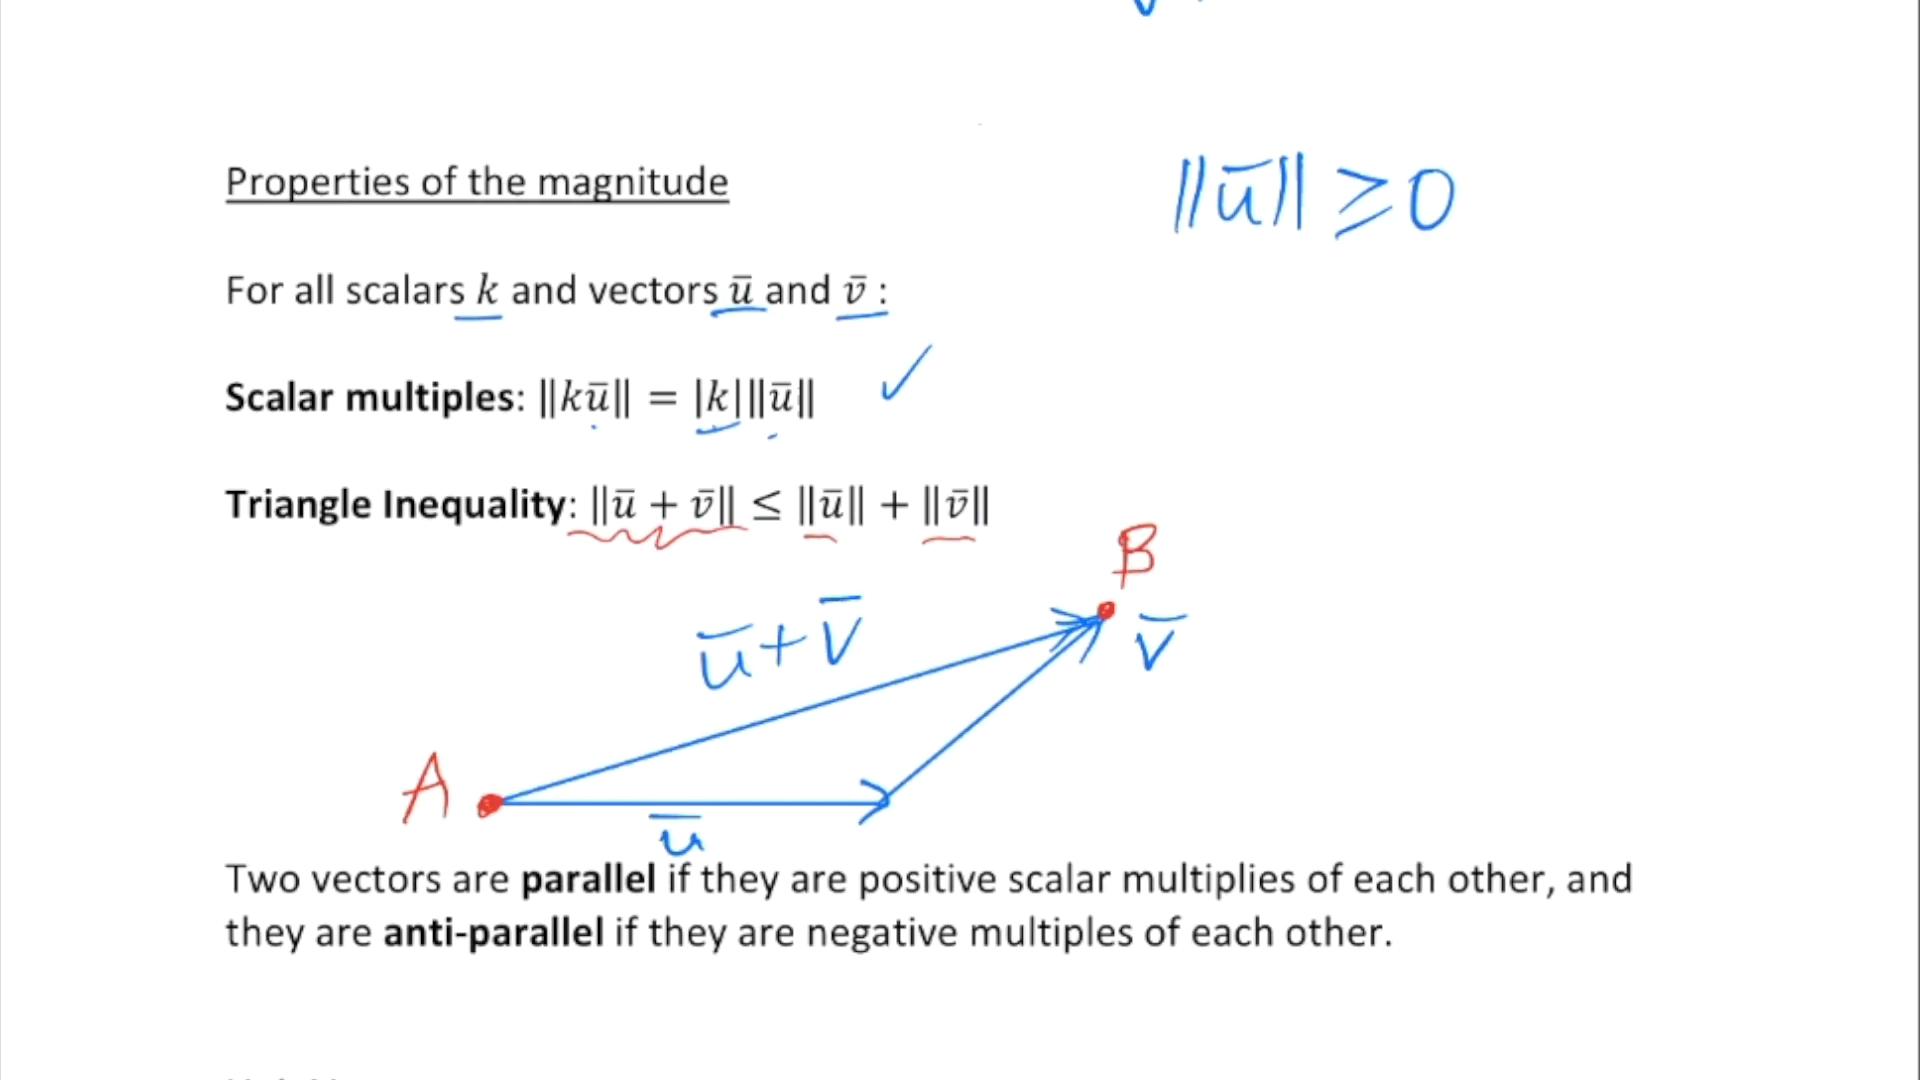 Properties of the magnitude
‖ū‖ ≥ 0
For all scalars k and vectors ū and v̄ :
Scalar multiples: ‖kū‖ = |k|‖ū‖
Triangle Inequality: ‖ū + v̄‖ ≤ ‖ū‖ + ‖v̄‖
B
ū+v̄
v̄
A
ū
Two vectors are parallel if they are positive scalar multiplies of each other, and
they are anti-parallel if they are negative multiples of each other.